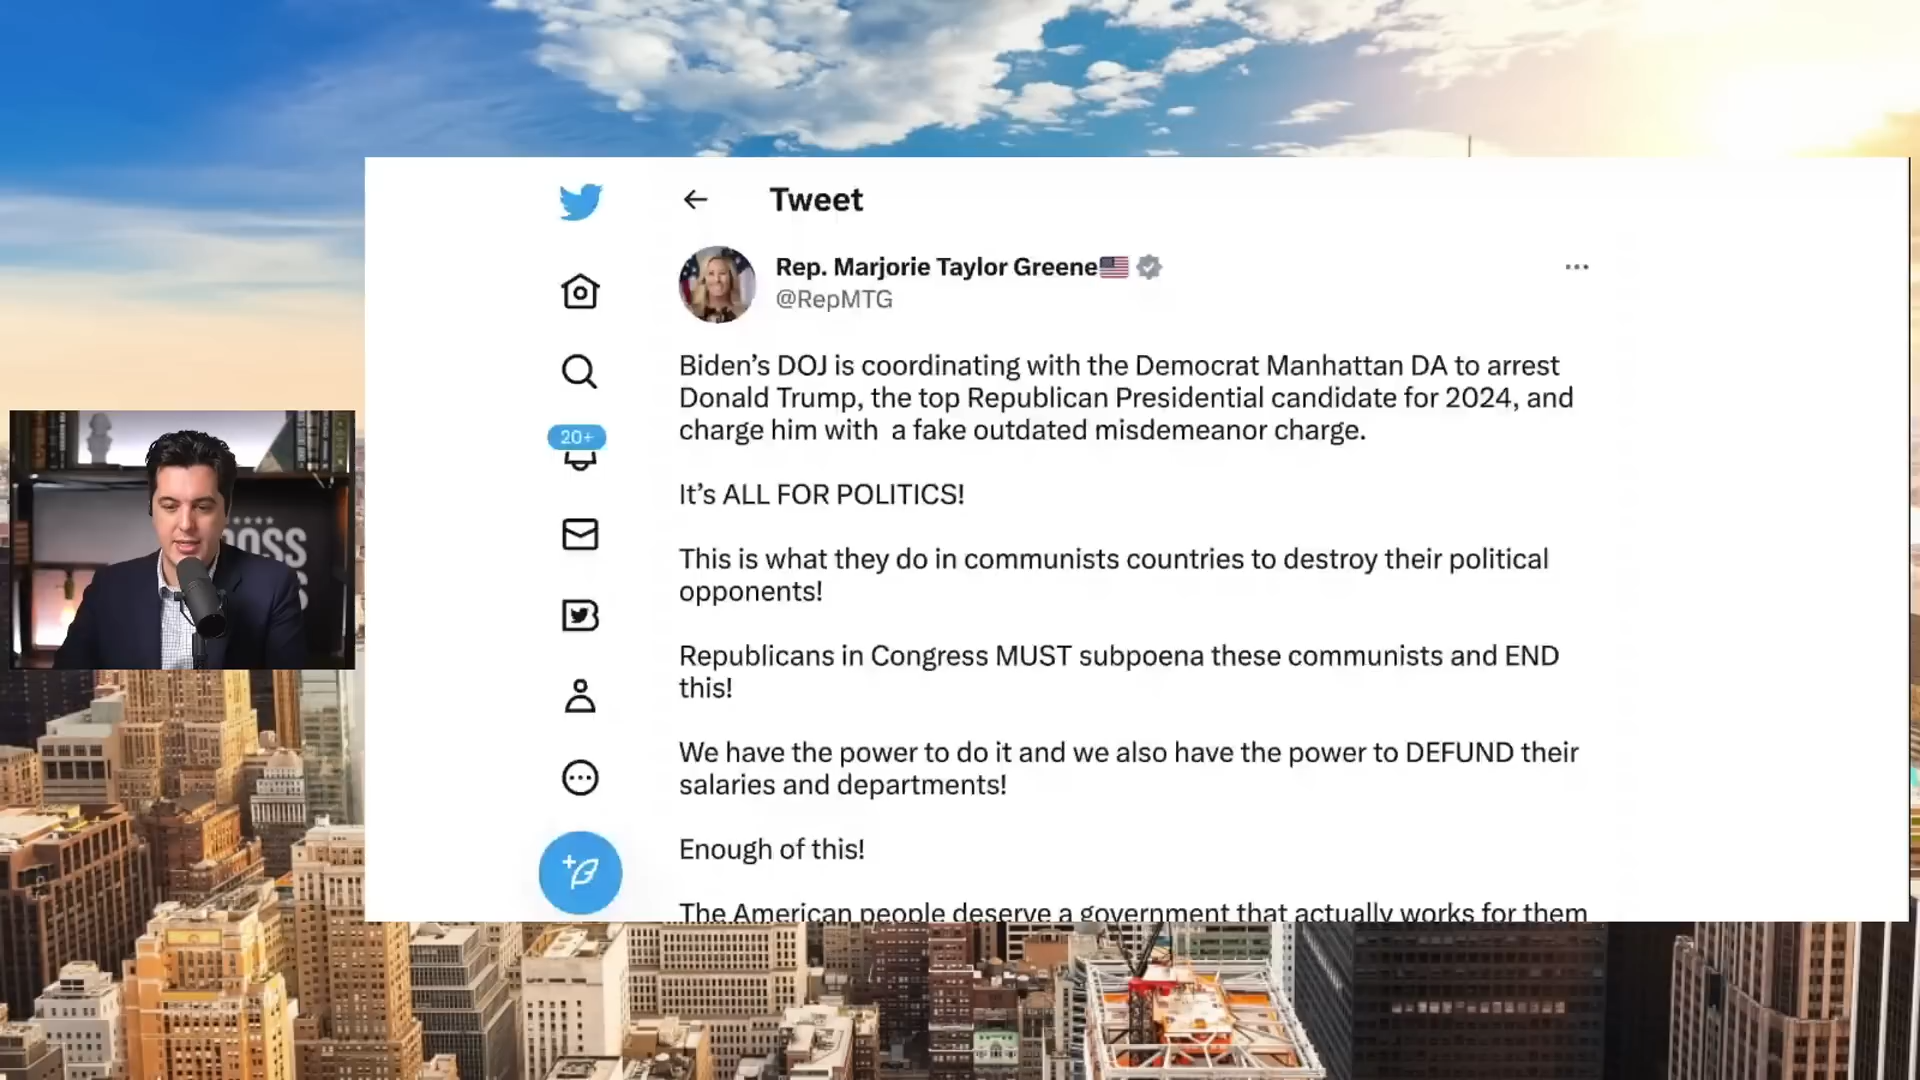 Tweet
Rep. Marjorie Taylor Greene
@RepMTG
Biden’s DOJ is coordinating with the Democrat Manhattan DA to arrest
Donald Trump, the top Republican Presidential candidate for 2024, and
charge him with a fake outdated misdemeanor charge.
It’s ALL FOR POLITICS!
This is what they do in communists countries to destroy their political
opponents!
Republicans in Congress MUST subpoena these communists and END
this!
We have the power to do it and we also have the power to DEFUND their
salaries and departments!
Enough of this!
The American people deserve a government that actually works for them
20+